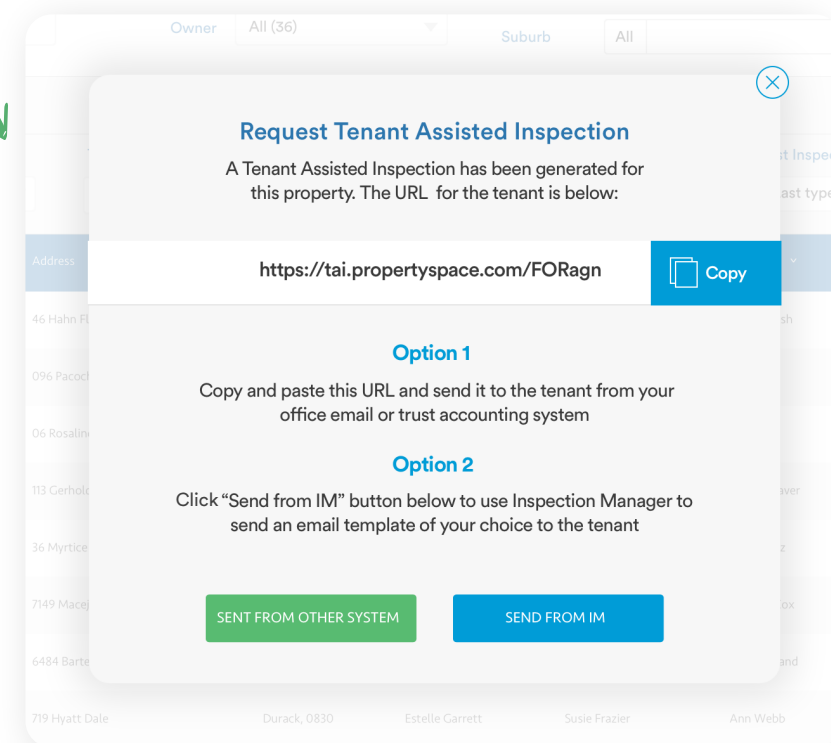 Owner All (36)
Suburb All
Request Tenant Assisted Inspection
A Tenant Assisted Inspection has been generated for
this property. The URL for the tenant is below:
Address
https://tai.propertyspace.com/FORagn
Copy
46 Hahn
096
Option 1
Copy and paste this URL and send it to the tenant from your
office email or trust accounting system
06
Option 2
113
Click “Send from IM” button below to use Inspection Manager to
send an email template of your choice to the tenant
36 Myrtice
7149
SENT FROM OTHER SYSTEM
SEND FROM IM
6484
719 Hyatt Dale Durack, 0830 Estelle Garrett Susie Frazier Ann Webb